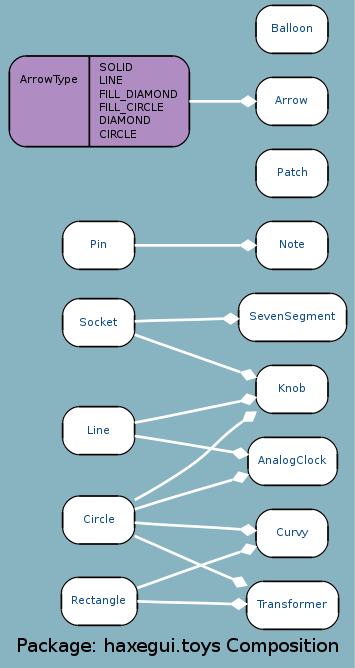 Balloon
ArrowType
SOLID
LINE
FILL_DIAMOND
FILL_CIRCLE
DIAMOND
CIRCLE
Arrow
Patch
Pin
Note
Socket
SevenSegment
Knob
Line
AnalogClock
Circle
Curvy
Rectangle
Transformer
Package: haxegui.toys Composition